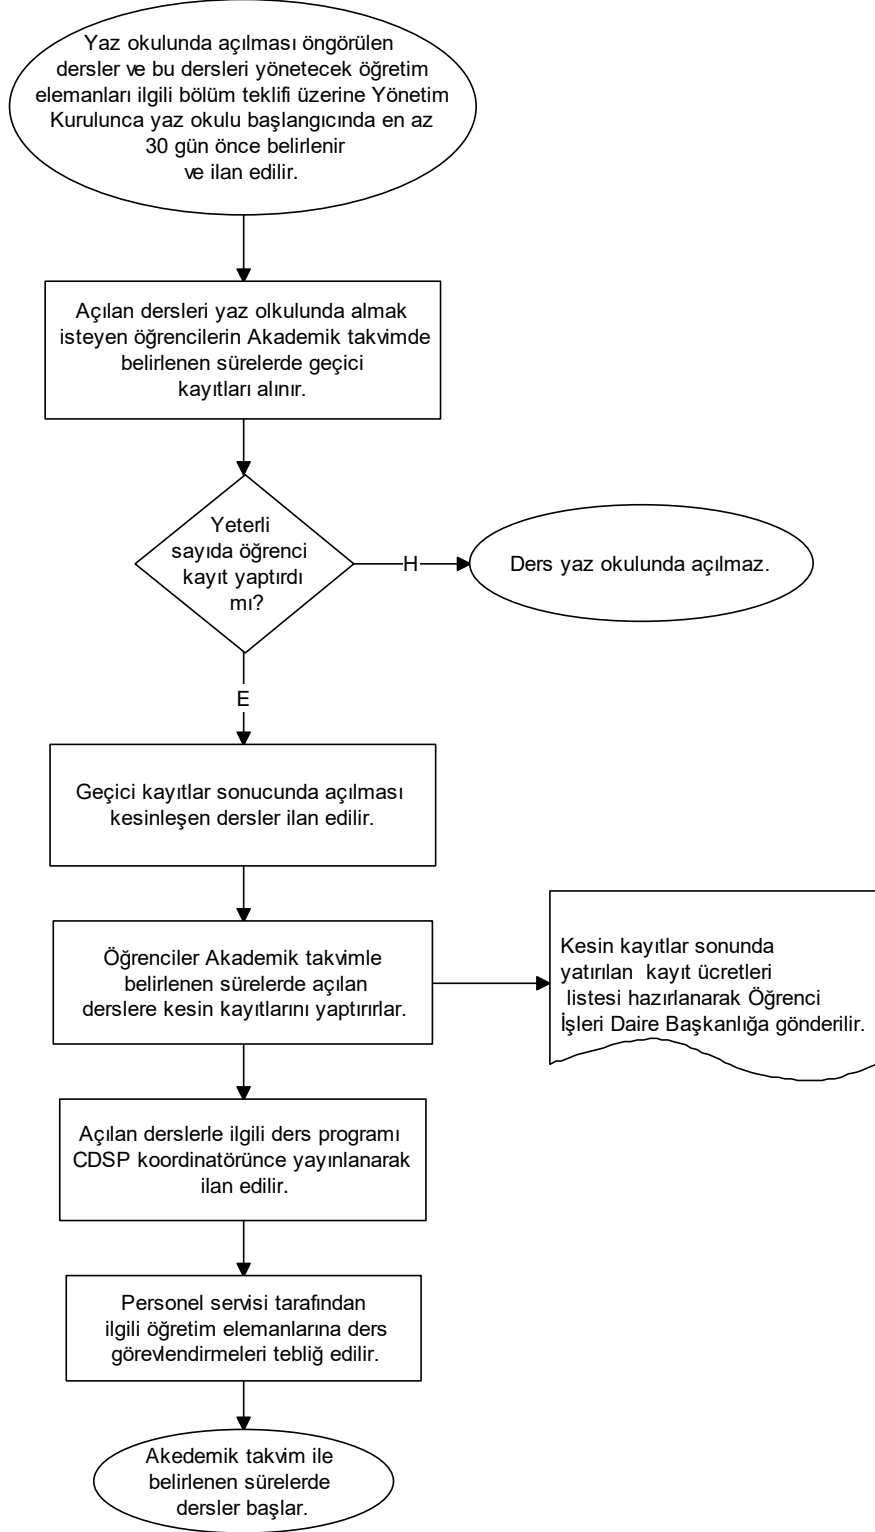 Yaz okulunda açılması öngörülen
dersler ve bu dersleri yönetecek öğretim
elemanları ilgili bölüm teklifi üzerine Yönetim
Kurulunca yaz okulu başlangıcında en az
30 gün önce belirlenir
ve ilan edilir.
Açılan dersleri yaz olkulunda almak
isteyen öğrencilerin Akademik takvimde
belirlenen sürelerde geçici
kayıtları alınır.
Yeterli
sayıda öğrenci
kayıt yaptırdı
mı?
H
Ders yaz okulunda açılmaz.
E
Geçici kayıtlar sonucunda açılması
kesinleşen dersler ilan edilir.
Öğrenciler Akademik takvimle
belirlenen sürelerde açılan
derslere kesin kayıtlarını yaptırırlar.
Kesin kayıtlar sonunda
yatırılan kayıt ücretleri
listesi hazırlanarak Öğrenci
İşleri Daire Başkanlığa gönderilir.
Açılan derslerle ilgili ders programı
CDSP koordinatörünce yayınlanarak
ilan edilir.
Personel servisi tarafından
ilgili öğretim elemanlarına ders
görevlendirmeleri tebliğ edilir.
Akedemik takvim ile
belirlenen sürelerde
dersler başlar.